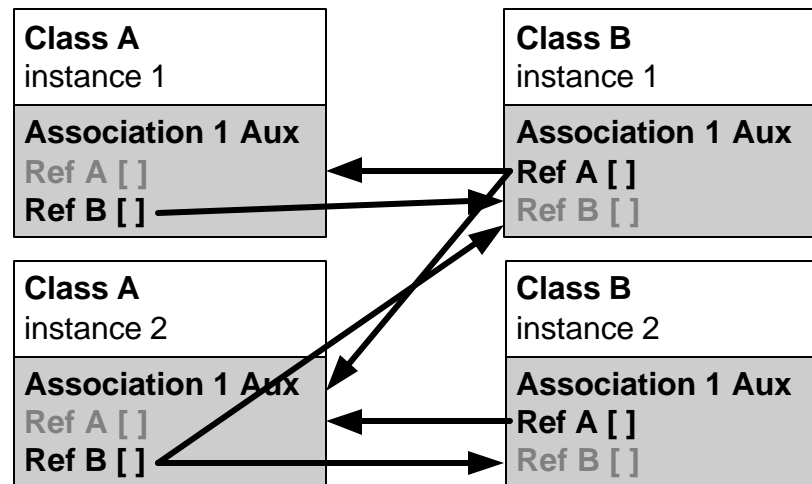 Class A
instance 1
Association 1 Aux
Ref A [ ]
Ref B [ ]
Class B
instance 1
Association 1 Aux
Ref A [ ]
Ref B [ ]
Class A
instance 2
Association 1 Aux
Ref A [ ]
Ref B [ ]
Class B
instance 2
Association 1 Aux
Ref A [ ]
Ref B [ ]